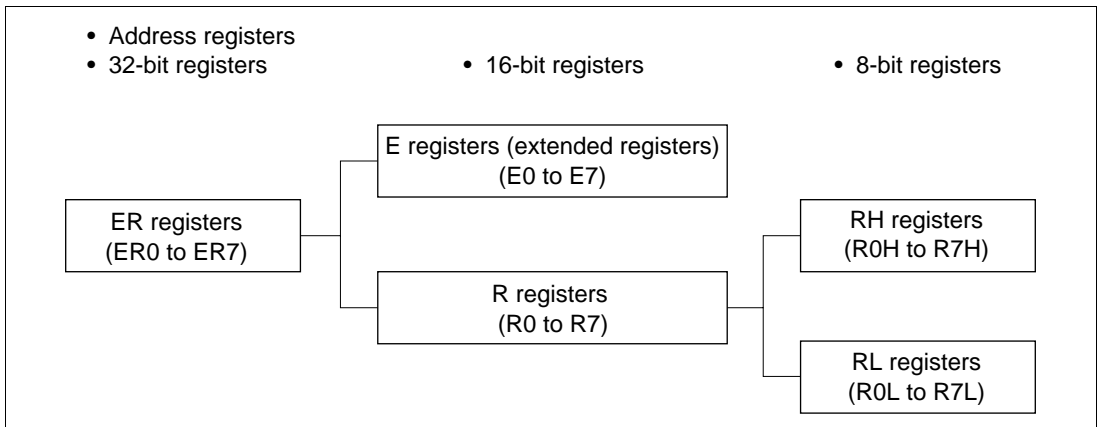 • Address registers
• 32-bit registers
• 16-bit registers
• 8-bit registers
E registers (extended registers)
(E0 to E7)
ER registers
(ER0 to ER7)
RH registers
(R0H to R7H)
R registers
(R0 to R7)
RL registers
(R0L to R7L)